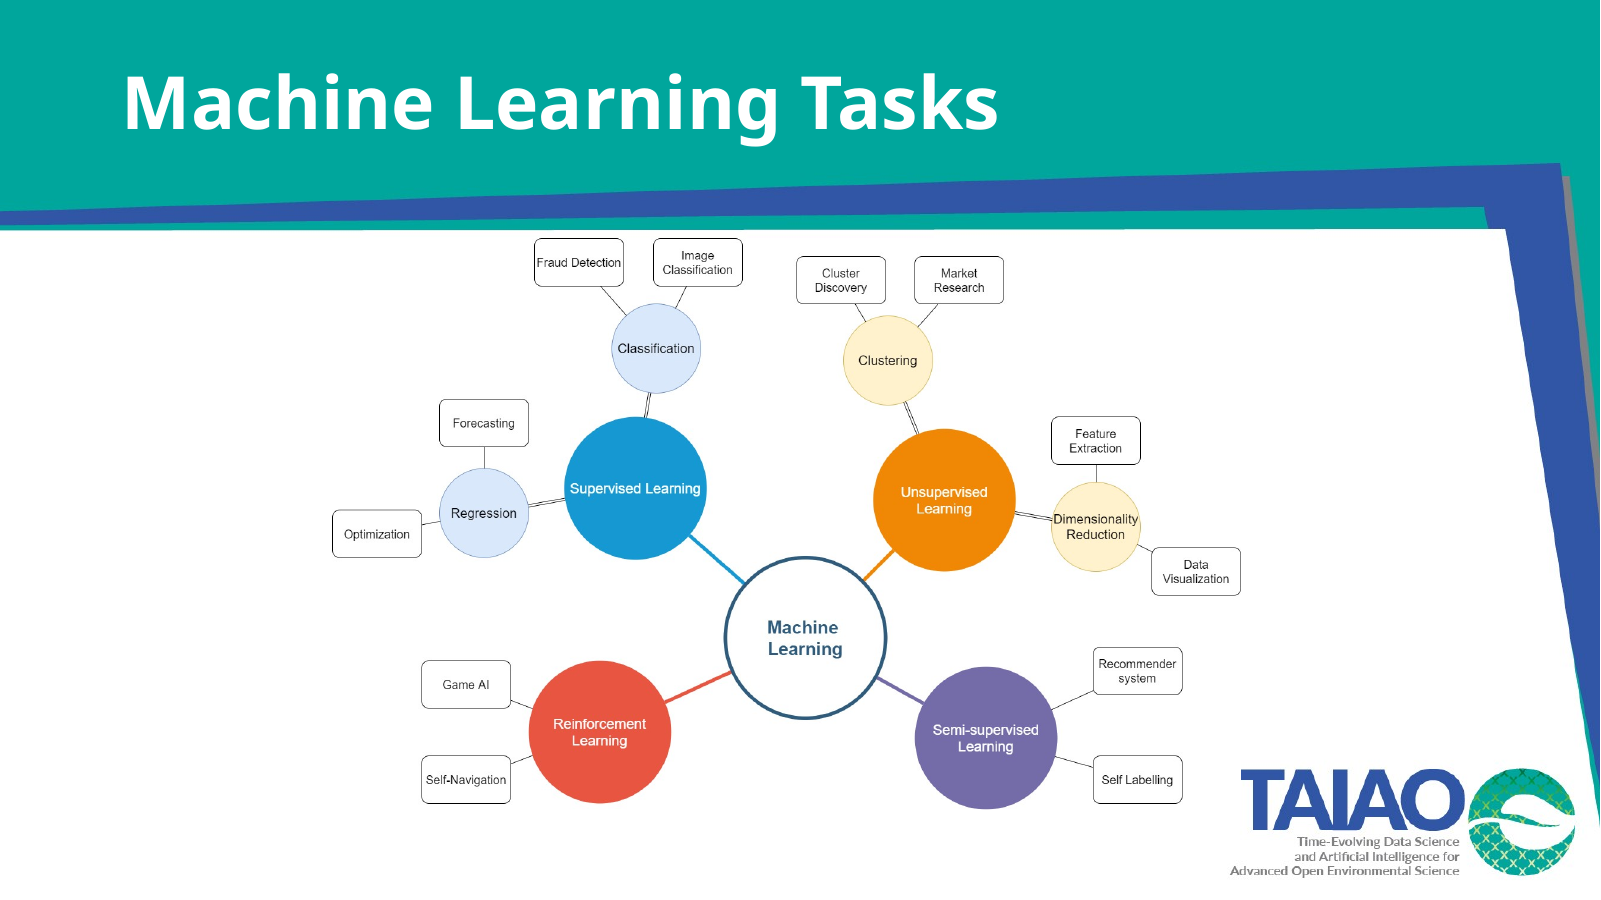 Machine Learning Tasks
Fraud Detection
Image
Classification
Classification
Cluster
Discovery
Market
Research
Clustering
Forecasting
Regression
Optimization
Supervised Learning
Unsupervised
Learning
Feature
Extraction
Dimensionality
Reduction
Data
Visualization
Machine
Learning
Game AI
Self-Navigation
Reinforcement
Learning
Semi-supervised
Learning
Recommender
system
Self Labelling
TAIAO
Time-Evolving Data Science
and Artificial Intelligence for
Advanced Open Environmental Science